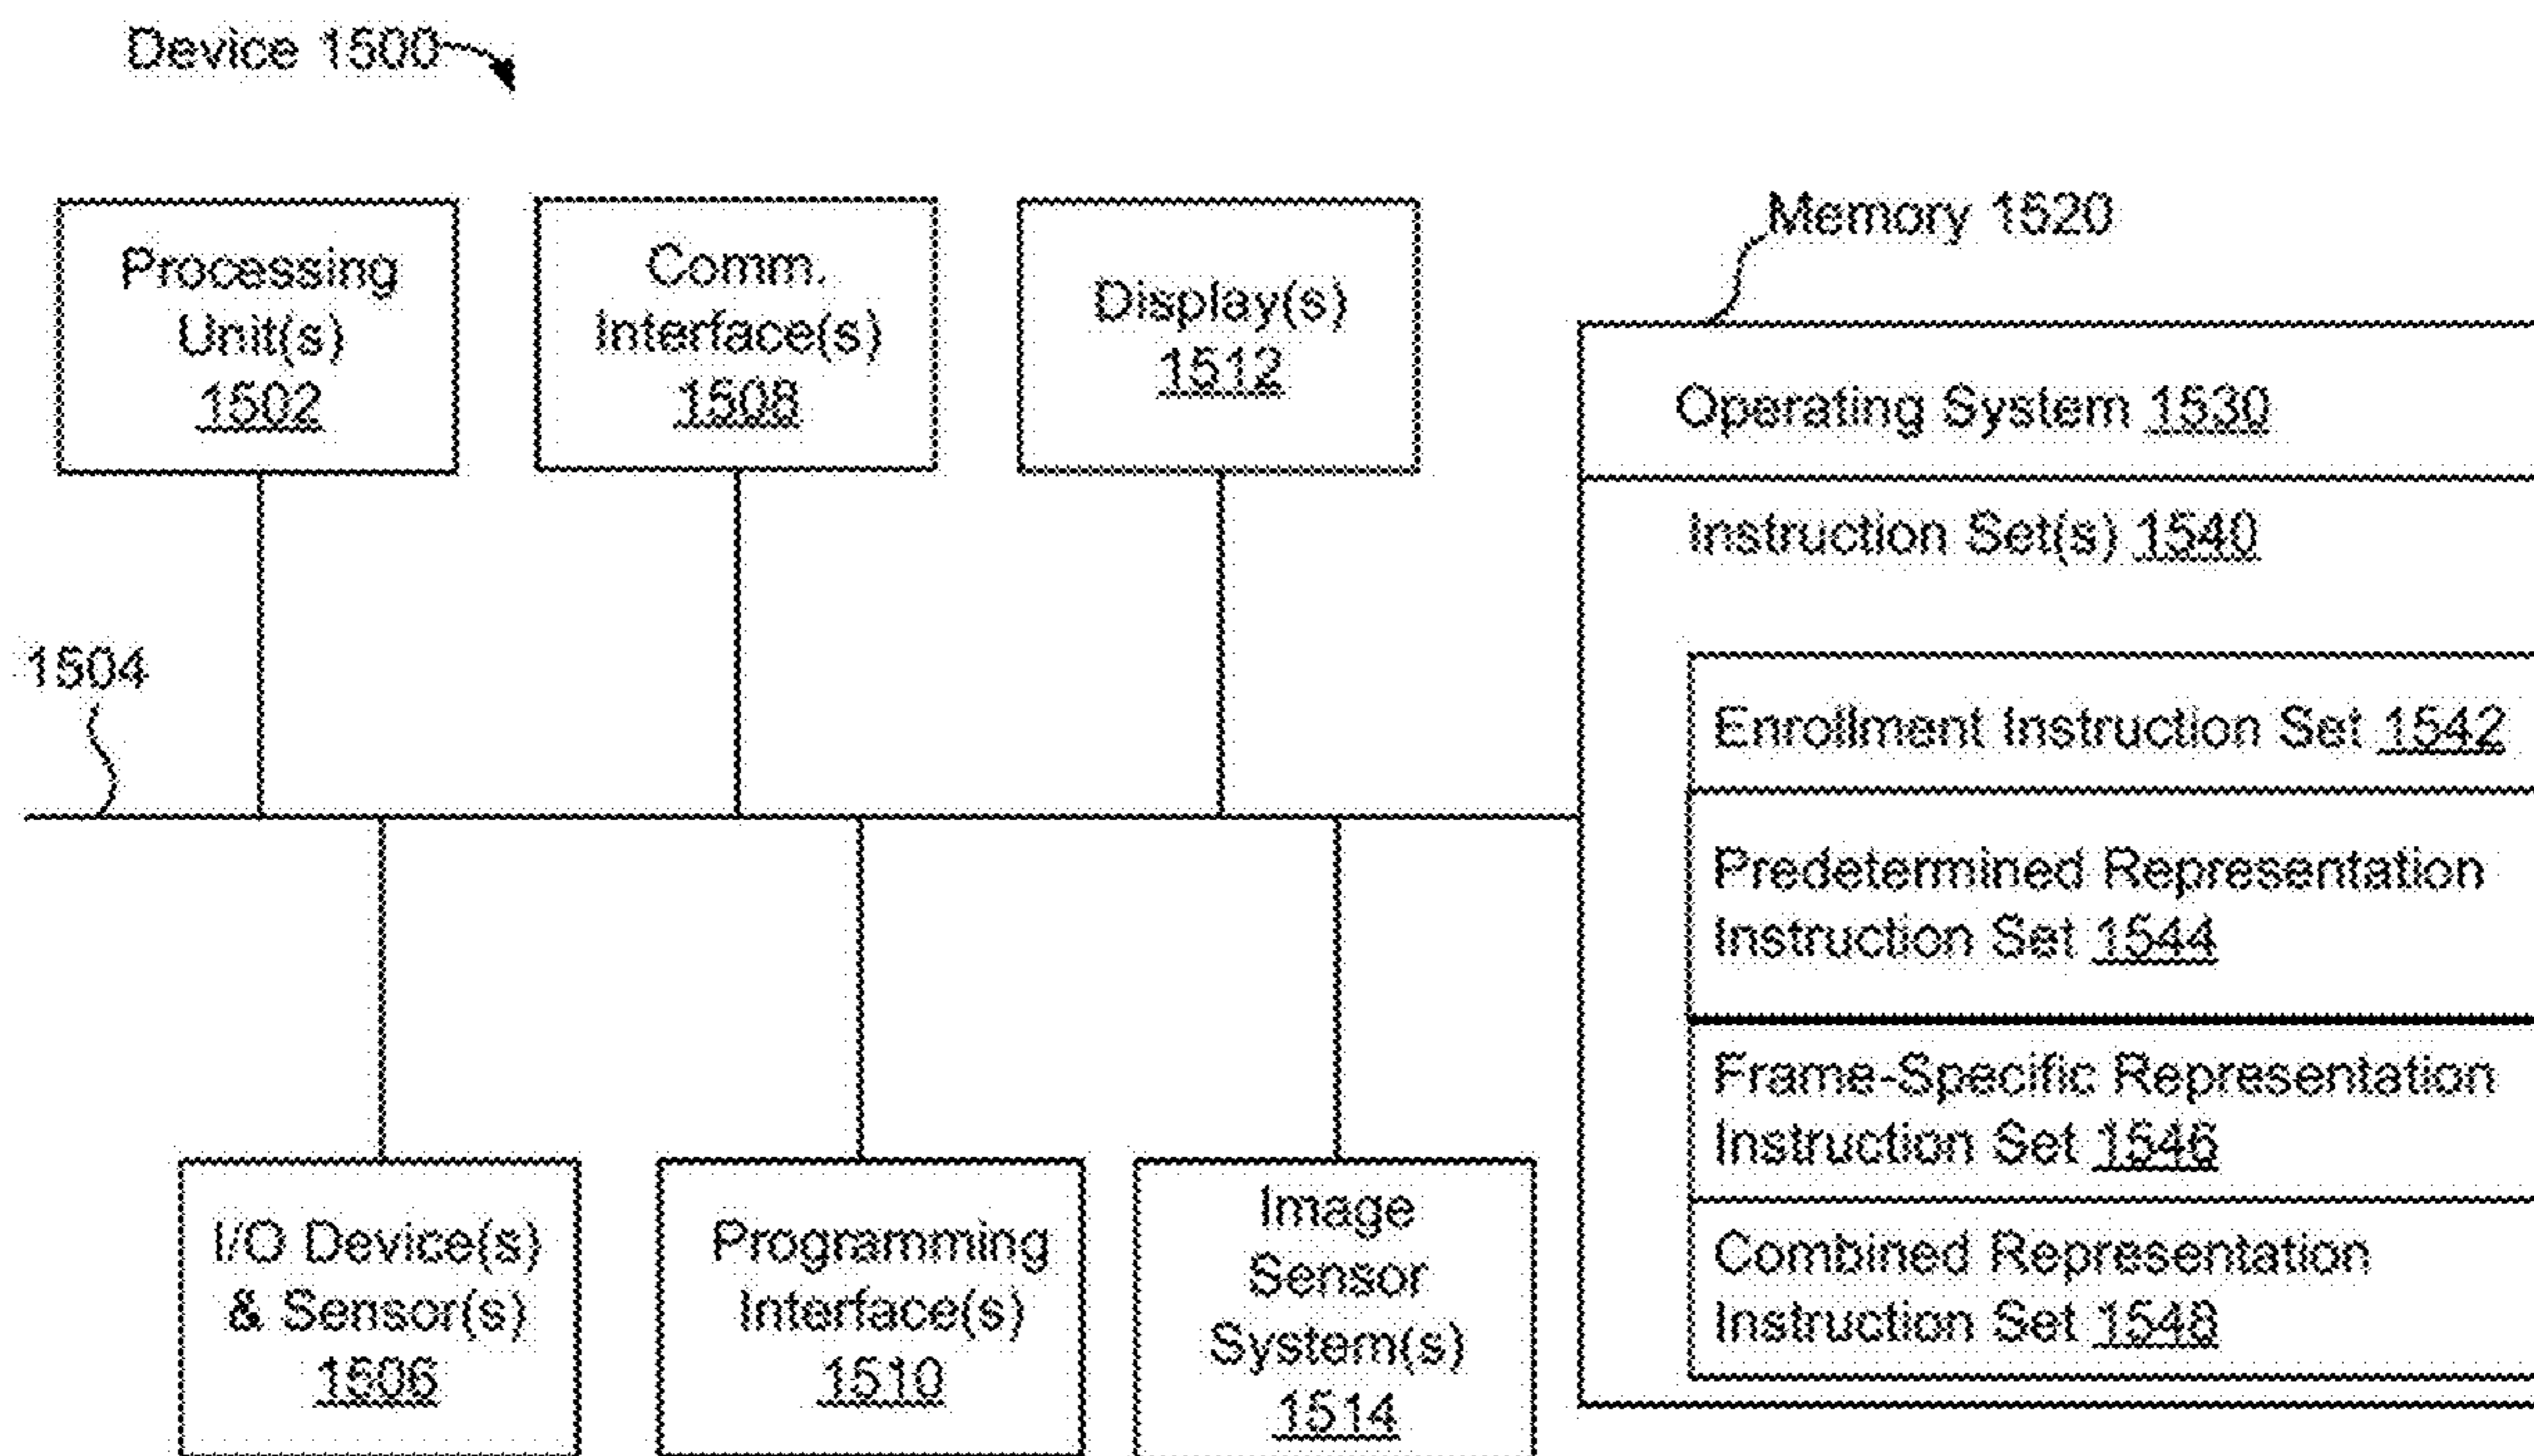 Device 1500
Processing
Unit(s)
1502
Comm.
Interface(s)
1508
Display(s)
1512
Memory 1520
Operating System 1530
Instruction Set(s) 1540
1504
Enrollment Instruction Set 1542
Predetermined Representation
Instruction Set 1544
Frame-Specific Representation
Instruction Set 1546
Combined Representation
Instruction Set 1548
I/O Device(s)
& Sensor(s)
1506
Programming
Interface(s)
1510
Image
Sensor
System(s)
1514